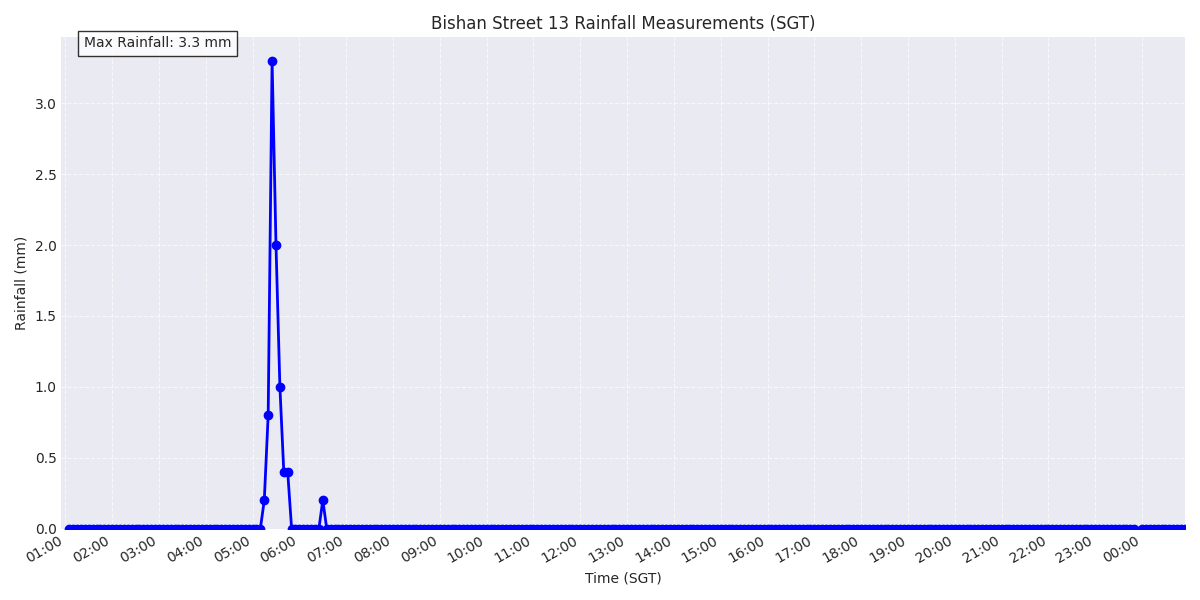 Bishan Street 13 Rainfall Measurements (SGT)
Max Rainfall: 3.3 mm
Rainfall (mm)
3.0
2.5
2.0
1.5
1.0
0.5
0.0
01:00 02:00 03:00 04:00 05:00 06:00 07:00 08:00 09:00 10:00 11:00 12:00 13:00 14:00 15:00 16:00 17:00 18:00 19:00 20:00 21:00 22:00 23:00 00:00
Time (SGT)